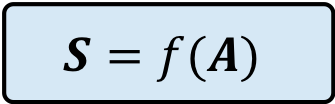 S = f(A)